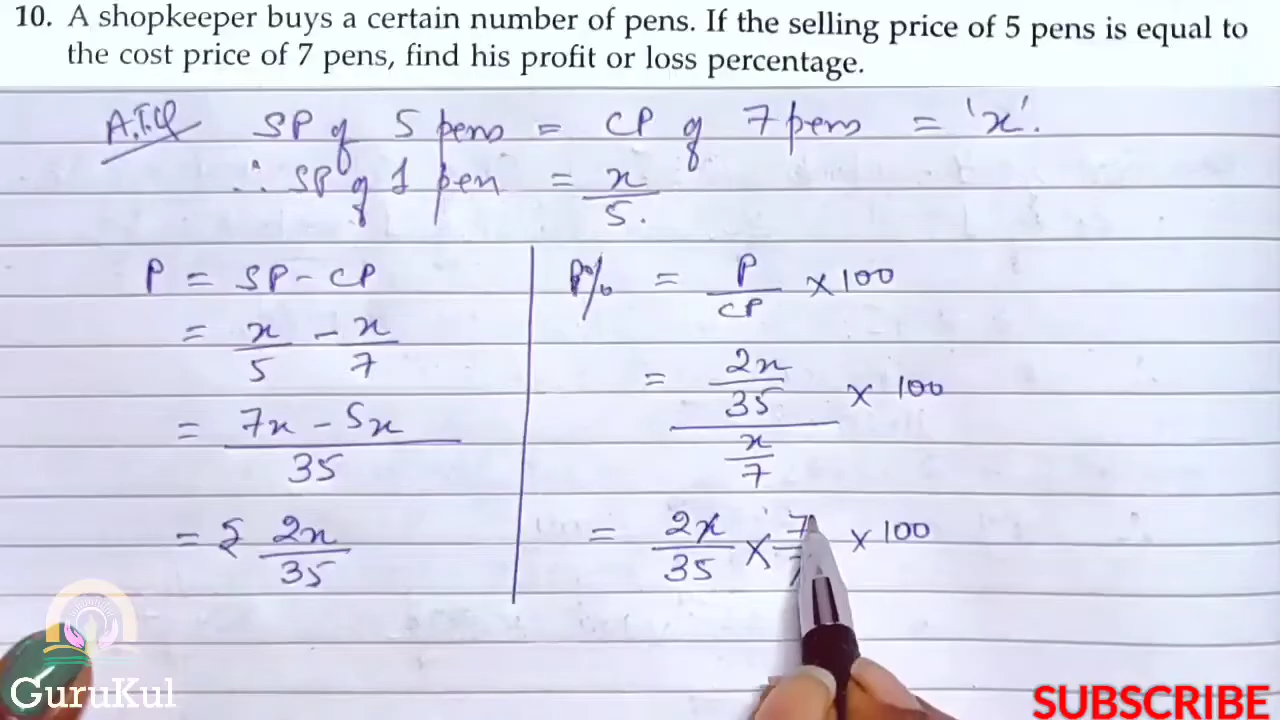 10. A shopkeeper buys a certain number of pens. If the selling price of 5 pens is equal to
the cost price of 7 pens, find his profit or loss percentage.
A.T.Q SP of 5 pens = CP of 7 pens = 'x'.
∴ SP of 1 pen = x/5.
P = SP - CP
= x/5 - x/7
= 7x - 5x / 35
= ₹ 2x/35
P% = P/CP × 100
= 2x/35 / x/7 × 100
= 2x/35 × 7/ × 100
GuruKul
SUBSCRIBE